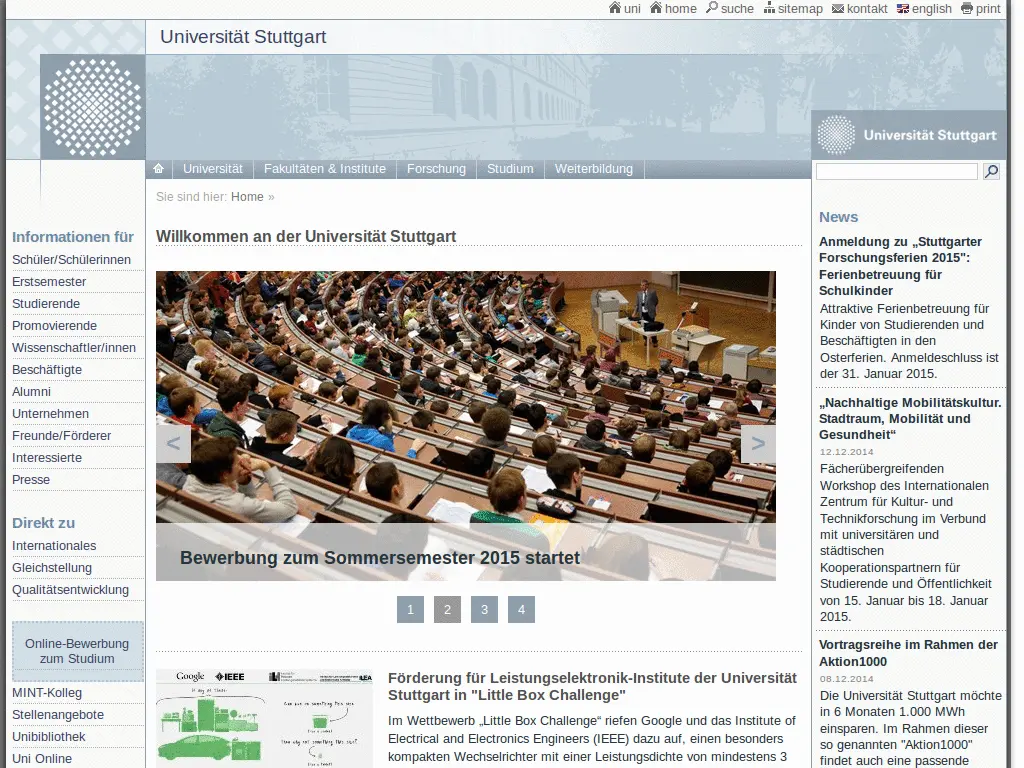 uni home suche sitemap kontakt english print
Universität Stuttgart
Universität Stuttgart
Universität Fakultäten & Institute Forschung Studium Weiterbildung
Sie sind hier: Home »
Informationen für
Schüler/Schülerinnen
Erstsemester
Studierende
Promovierende
Wissenschaftler/innen
Beschäftigte
Alumni
Unternehmen
Freunde/Förderer
Interessierte
Presse
Direkt zu
Internationales
Gleichstellung
Qualitätsentwicklung
Online-Bewerbung
zum Studium
MINT-Kolleg
Stellenangebote
Unibibliothek
Uni Online
Willkommen an der Universität Stuttgart
< >
Bewerbung zum Sommersemester 2015 startet
1 2 3 4
Google IEEE ILEA
Förderung für Leistungselektronik-Institute der Universität
Stuttgart in "Little Box Challenge"
Im Wettbewerb „Little Box Challenge“ riefen Google und das Institute of
Electrical and Electronics Engineers (IEEE) dazu auf, einen besonders
kompakten Wechselrichter mit einer Leistungsdichte von mindestens 3
News
Anmeldung zu „Stuttgarter
Forschungsferien 2015":
Ferienbetreuung für
Schulkinder
Attraktive Ferienbetreuung für
Kinder von Studierenden und
Beschäftigten in den
Osterferien. Anmeldeschluss ist
der 31. Januar 2015.
„Nachhaltige Mobilitätskultur.
Stadtraum, Mobilität und
Gesundheit“
12.12.2014
Fächerübergreifenden
Workshop des Internationalen
Zentrum für Kultur- und
Technikforschung im Verbund
mit universitären und
städtischen
Kooperationspartnern für
Studierende und Öffentlichkeit
von 15. Januar bis 18. Januar
2015.
Vortragsreihe im Rahmen der
Aktion1000
08.12.2014
Die Universität Stuttgart möchte
in 6 Monaten 1.000 MWh
einsparen. Im Rahmen dieser
so genannten "Aktion1000"
findet auch eine passende